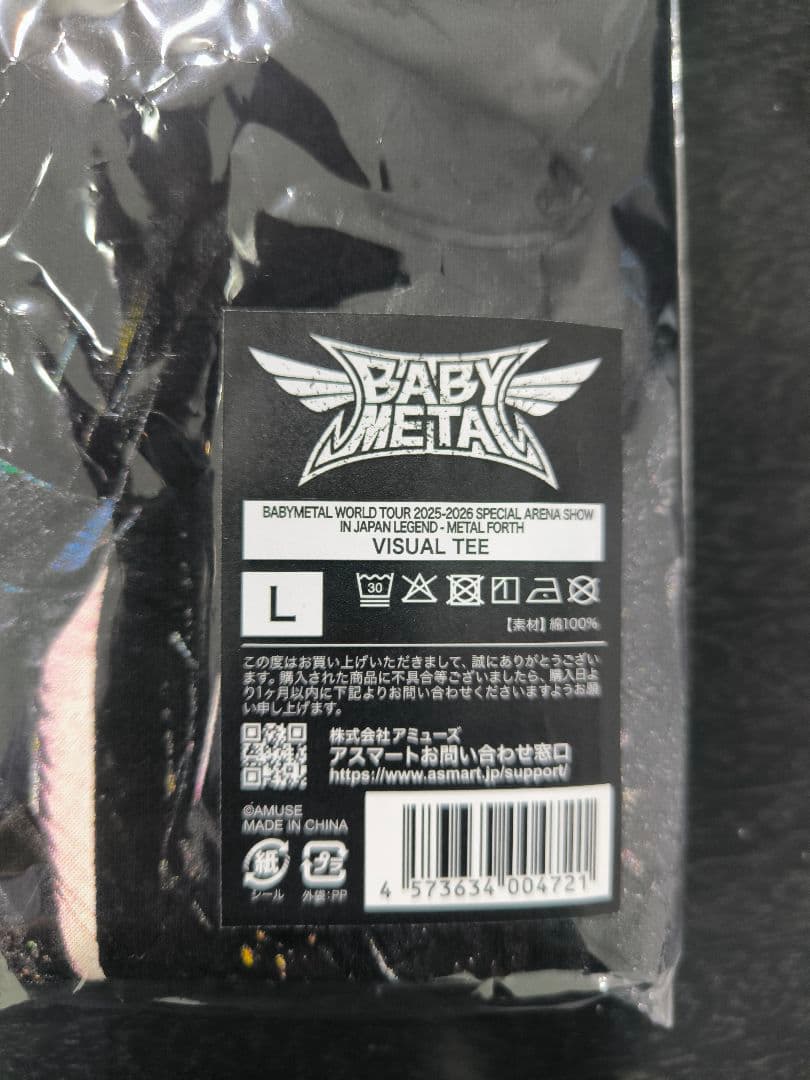 BABY
METAL
BABYMETAL WORLD TOUR 2025-2026 SPECIAL ARENA SHOW
IN JAPAN LEGEND - METAL FORTH
VISUAL TEE
L
30
【素材】綿100%
この度はお買い上げいただきまして、誠にありがとうござい
ます。購入された商品に不具合等ございましたら、購入日よ
り1ヶ月以内に下記よりお問い合わせくださいますようお願
い申し上げます。
株式会社アミューズ
アスマートお問い合わせ窓口
https://www.asmart.jp/support/
©AMUSE
MADE IN CHINA
紙
プラ
シール
外袋:PP
4 573634 004721